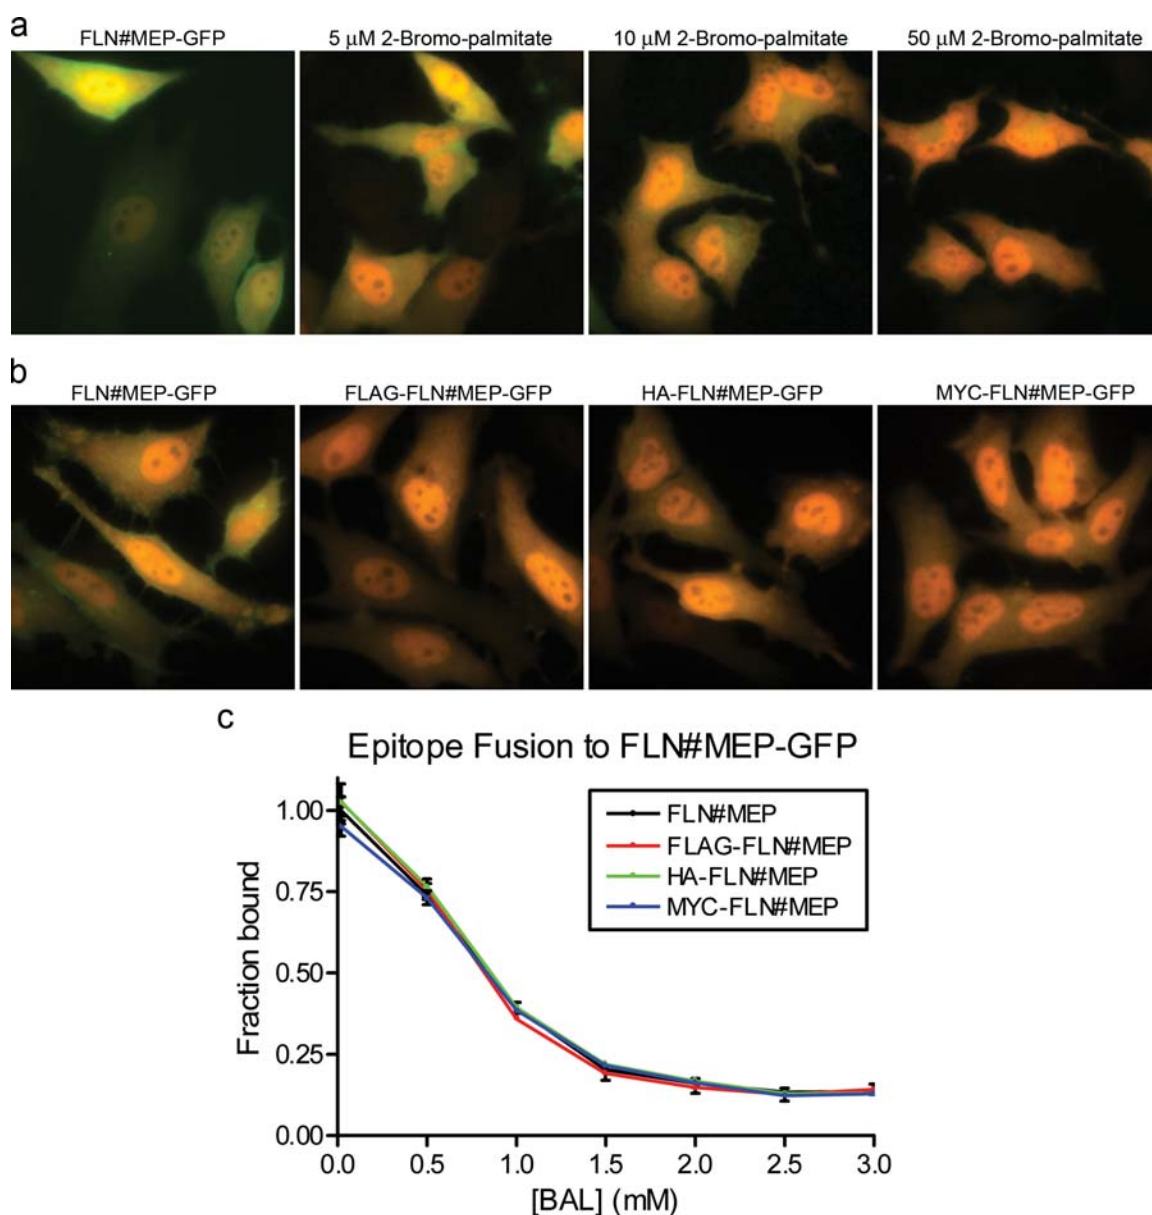 a
FLN#MEP-GFP
5 μM 2-Bromo-palmitate
10 μM 2-Bromo-palmitate
50 μM 2-Bromo-palmitate
b
FLN#MEP-GFP
FLAG-FLN#MEP-GFP
HA-FLN#MEP-GFP
MYC-FLN#MEP-GFP
c
Epitope Fusion to FLN#MEP-GFP
Fraction bound
1.00
0.75
0.50
0.25
0.00
FLN#MEP
FLAG-FLN#MEP
HA-FLN#MEP
MYC-FLN#MEP
0.0 0.5 1.0 1.5 2.0 2.5 3.0
[BAL] (mM)